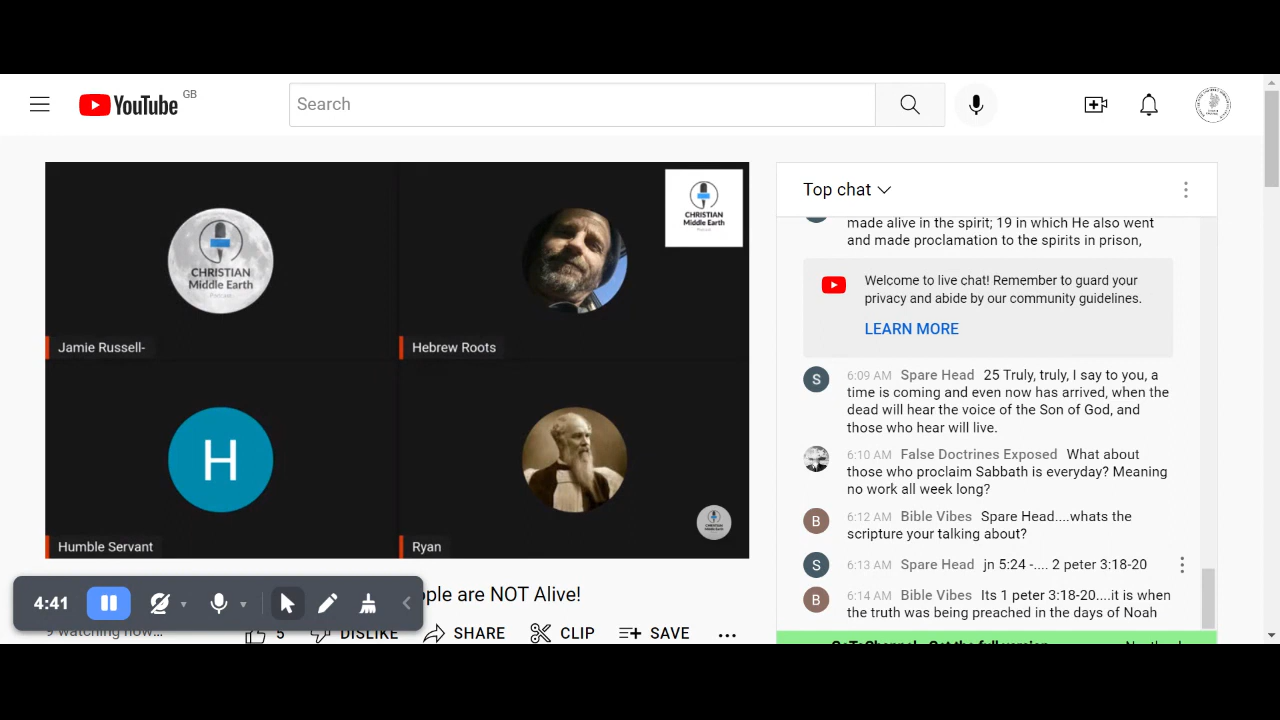 YouTube GB
Search
CHRISTIAN
Middle Earth
Podcast
Jamie Russell-
Hebrew Roots
CHRISTIAN
Middle Earth
Podcast
H
Humble Servant
Ryan
4:41
ople are NOT Alive!
9 watching now...
5
DISLIKE
SHARE
CLIP
SAVE
Top chat
made alive in the spirit; 19 in which He also went
and made proclamation to the spirits in prison,
Welcome to live chat! Remember to guard your
privacy and abide by our community guidelines.
LEARN MORE
S
6:09 AM Spare Head 25 Truly, truly, I say to you, a
time is coming and even now has arrived, when the
dead will hear the voice of the Son of God, and
those who hear will live.
6:10 AM False Doctrines Exposed What about
those who proclaim Sabbath is everyday? Meaning
no work all week long?
B
6:12 AM Bible Vibes Spare Head....whats the
scripture your talking about?
S
6:13 AM Spare Head jn 5:24 -.... 2 peter 3:18-20
B
6:14 AM Bible Vibes Its 1 peter 3:18-20....it is when
the truth was being preached in the days of Noah